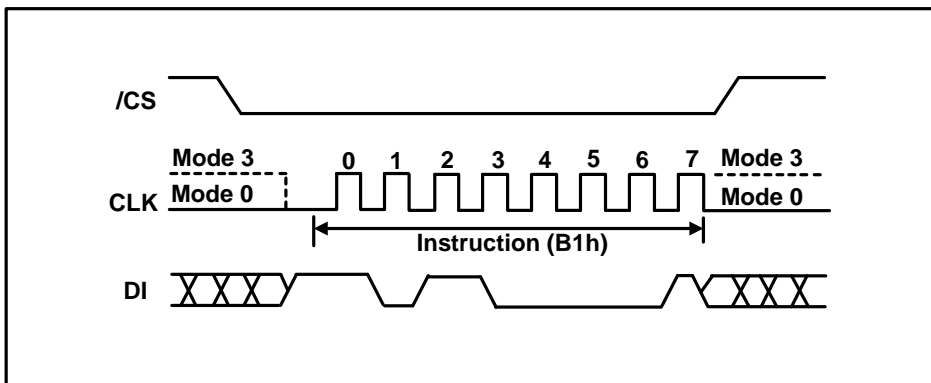 /CS
Mode 3 0 1 2 3 4 5 6 7 Mode 3
CLK Mode 0 Mode 0
Instruction (B1h)
DI